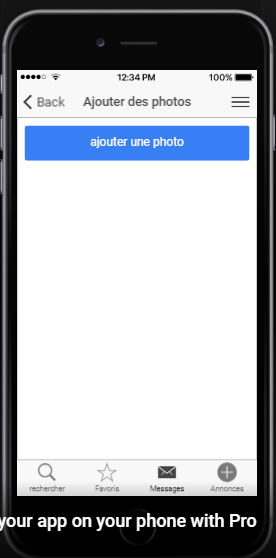 12:34 PM 100%
Back Ajouter des photos
ajouter une photo
rechercher Favoris Messages Annonces
your app on your phone with Pro